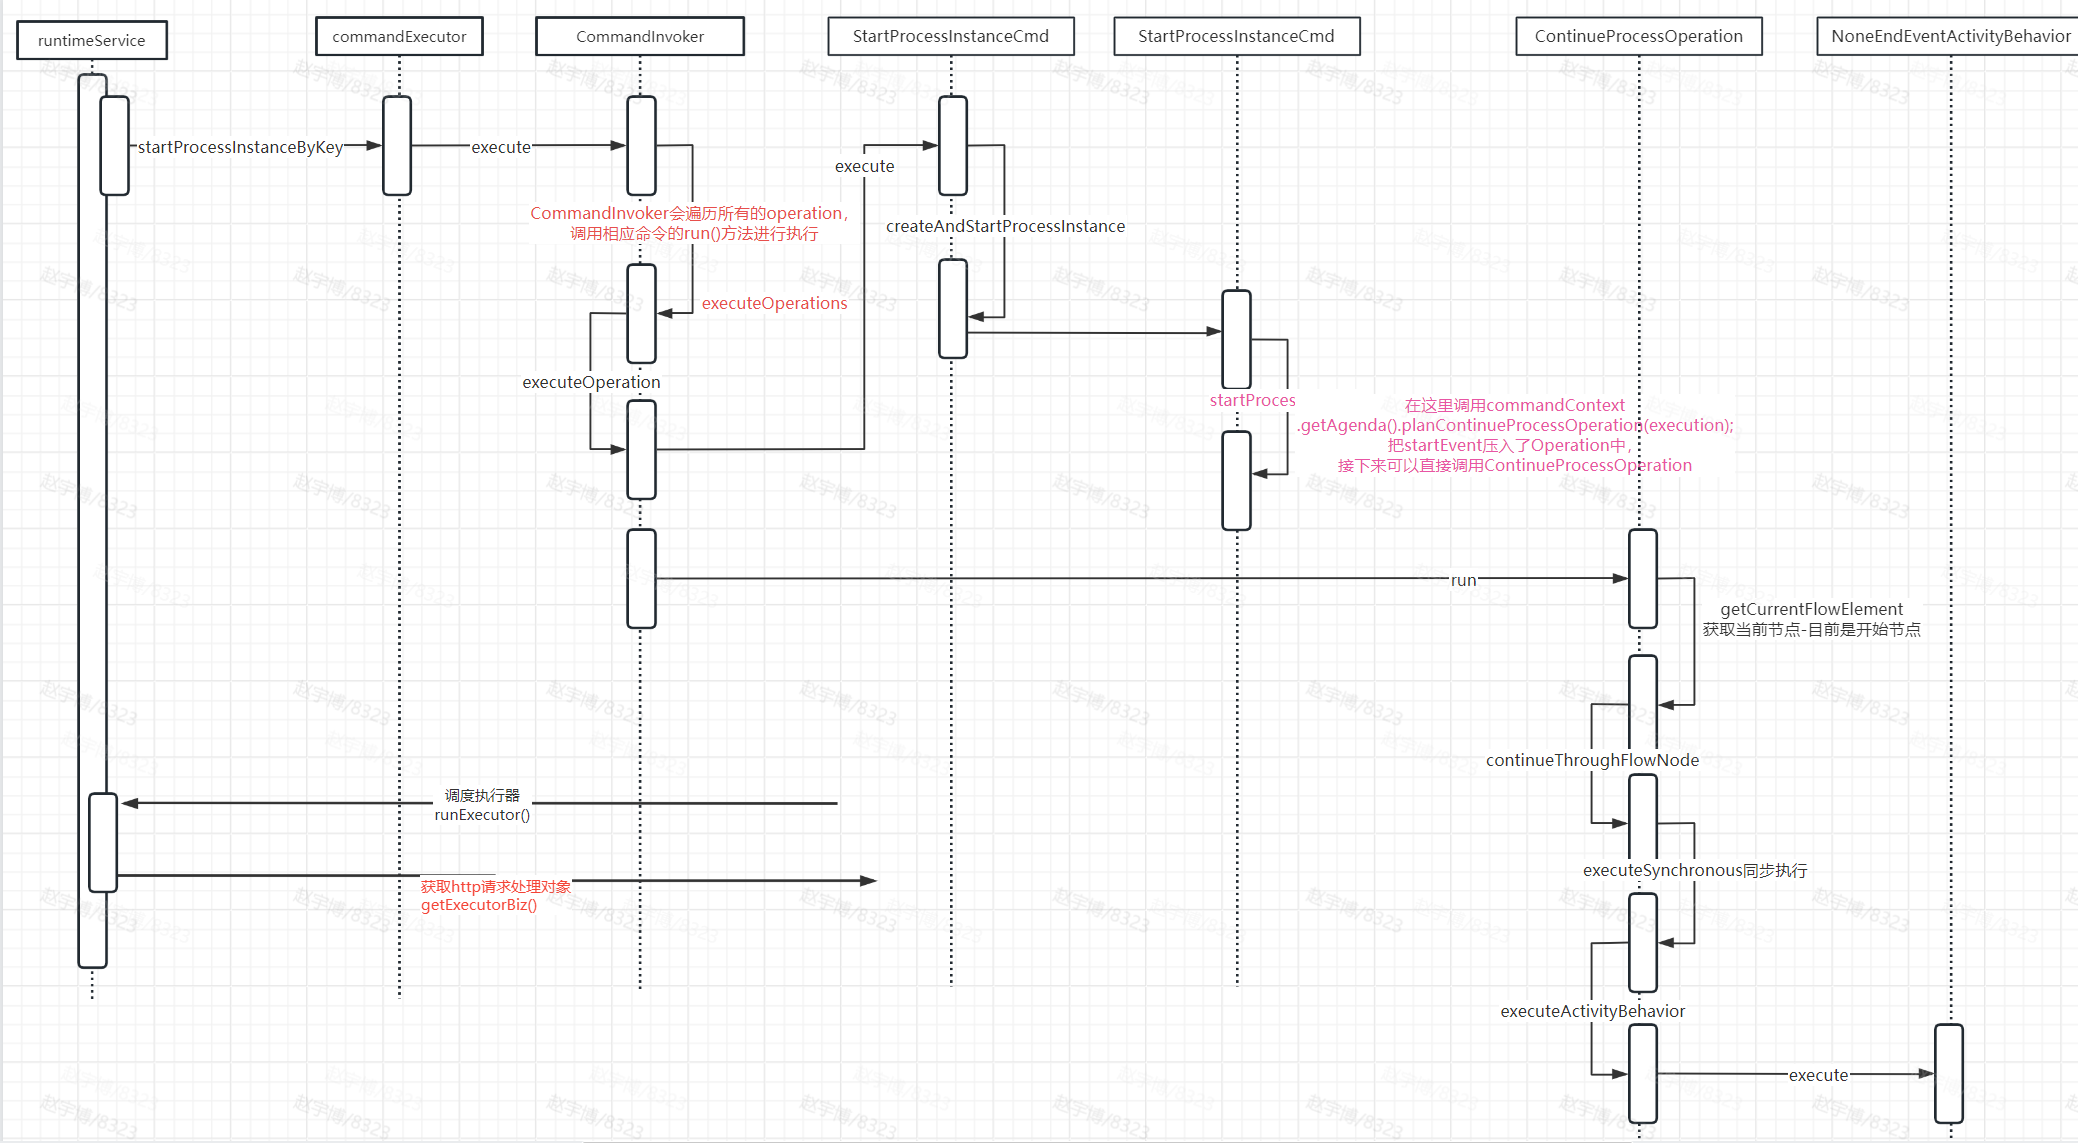 runtimeService
commandExecutor
CommandInvoker
StartProcessInstanceCmd
StartProcessInstanceCmd
ContinueProcessOperation
NoneEndEventActivityBehavior
startProcessInstanceByKey
execute
execute
CommandInvoker会遍历所有的operation，
调用相应命令的run()方法进行执行
createAndStartProcessInstance
executeOperations
executeOperation
startProces
在这里调用commandContext
.getAgenda().planContinueProcessOperation(execution);
把startEvent压入了Operation中，
接下来可以直接调用ContinueProcessOperation
run
getCurrentFlowElement
获取当前节点-目前是开始节点
continueThroughFlowNode
调度执行器
runExecutor()
executeSynchronous同步执行
获取http请求处理对象
getExecutorBiz()
executeActivityBehavior
execute
赵宇博/8323